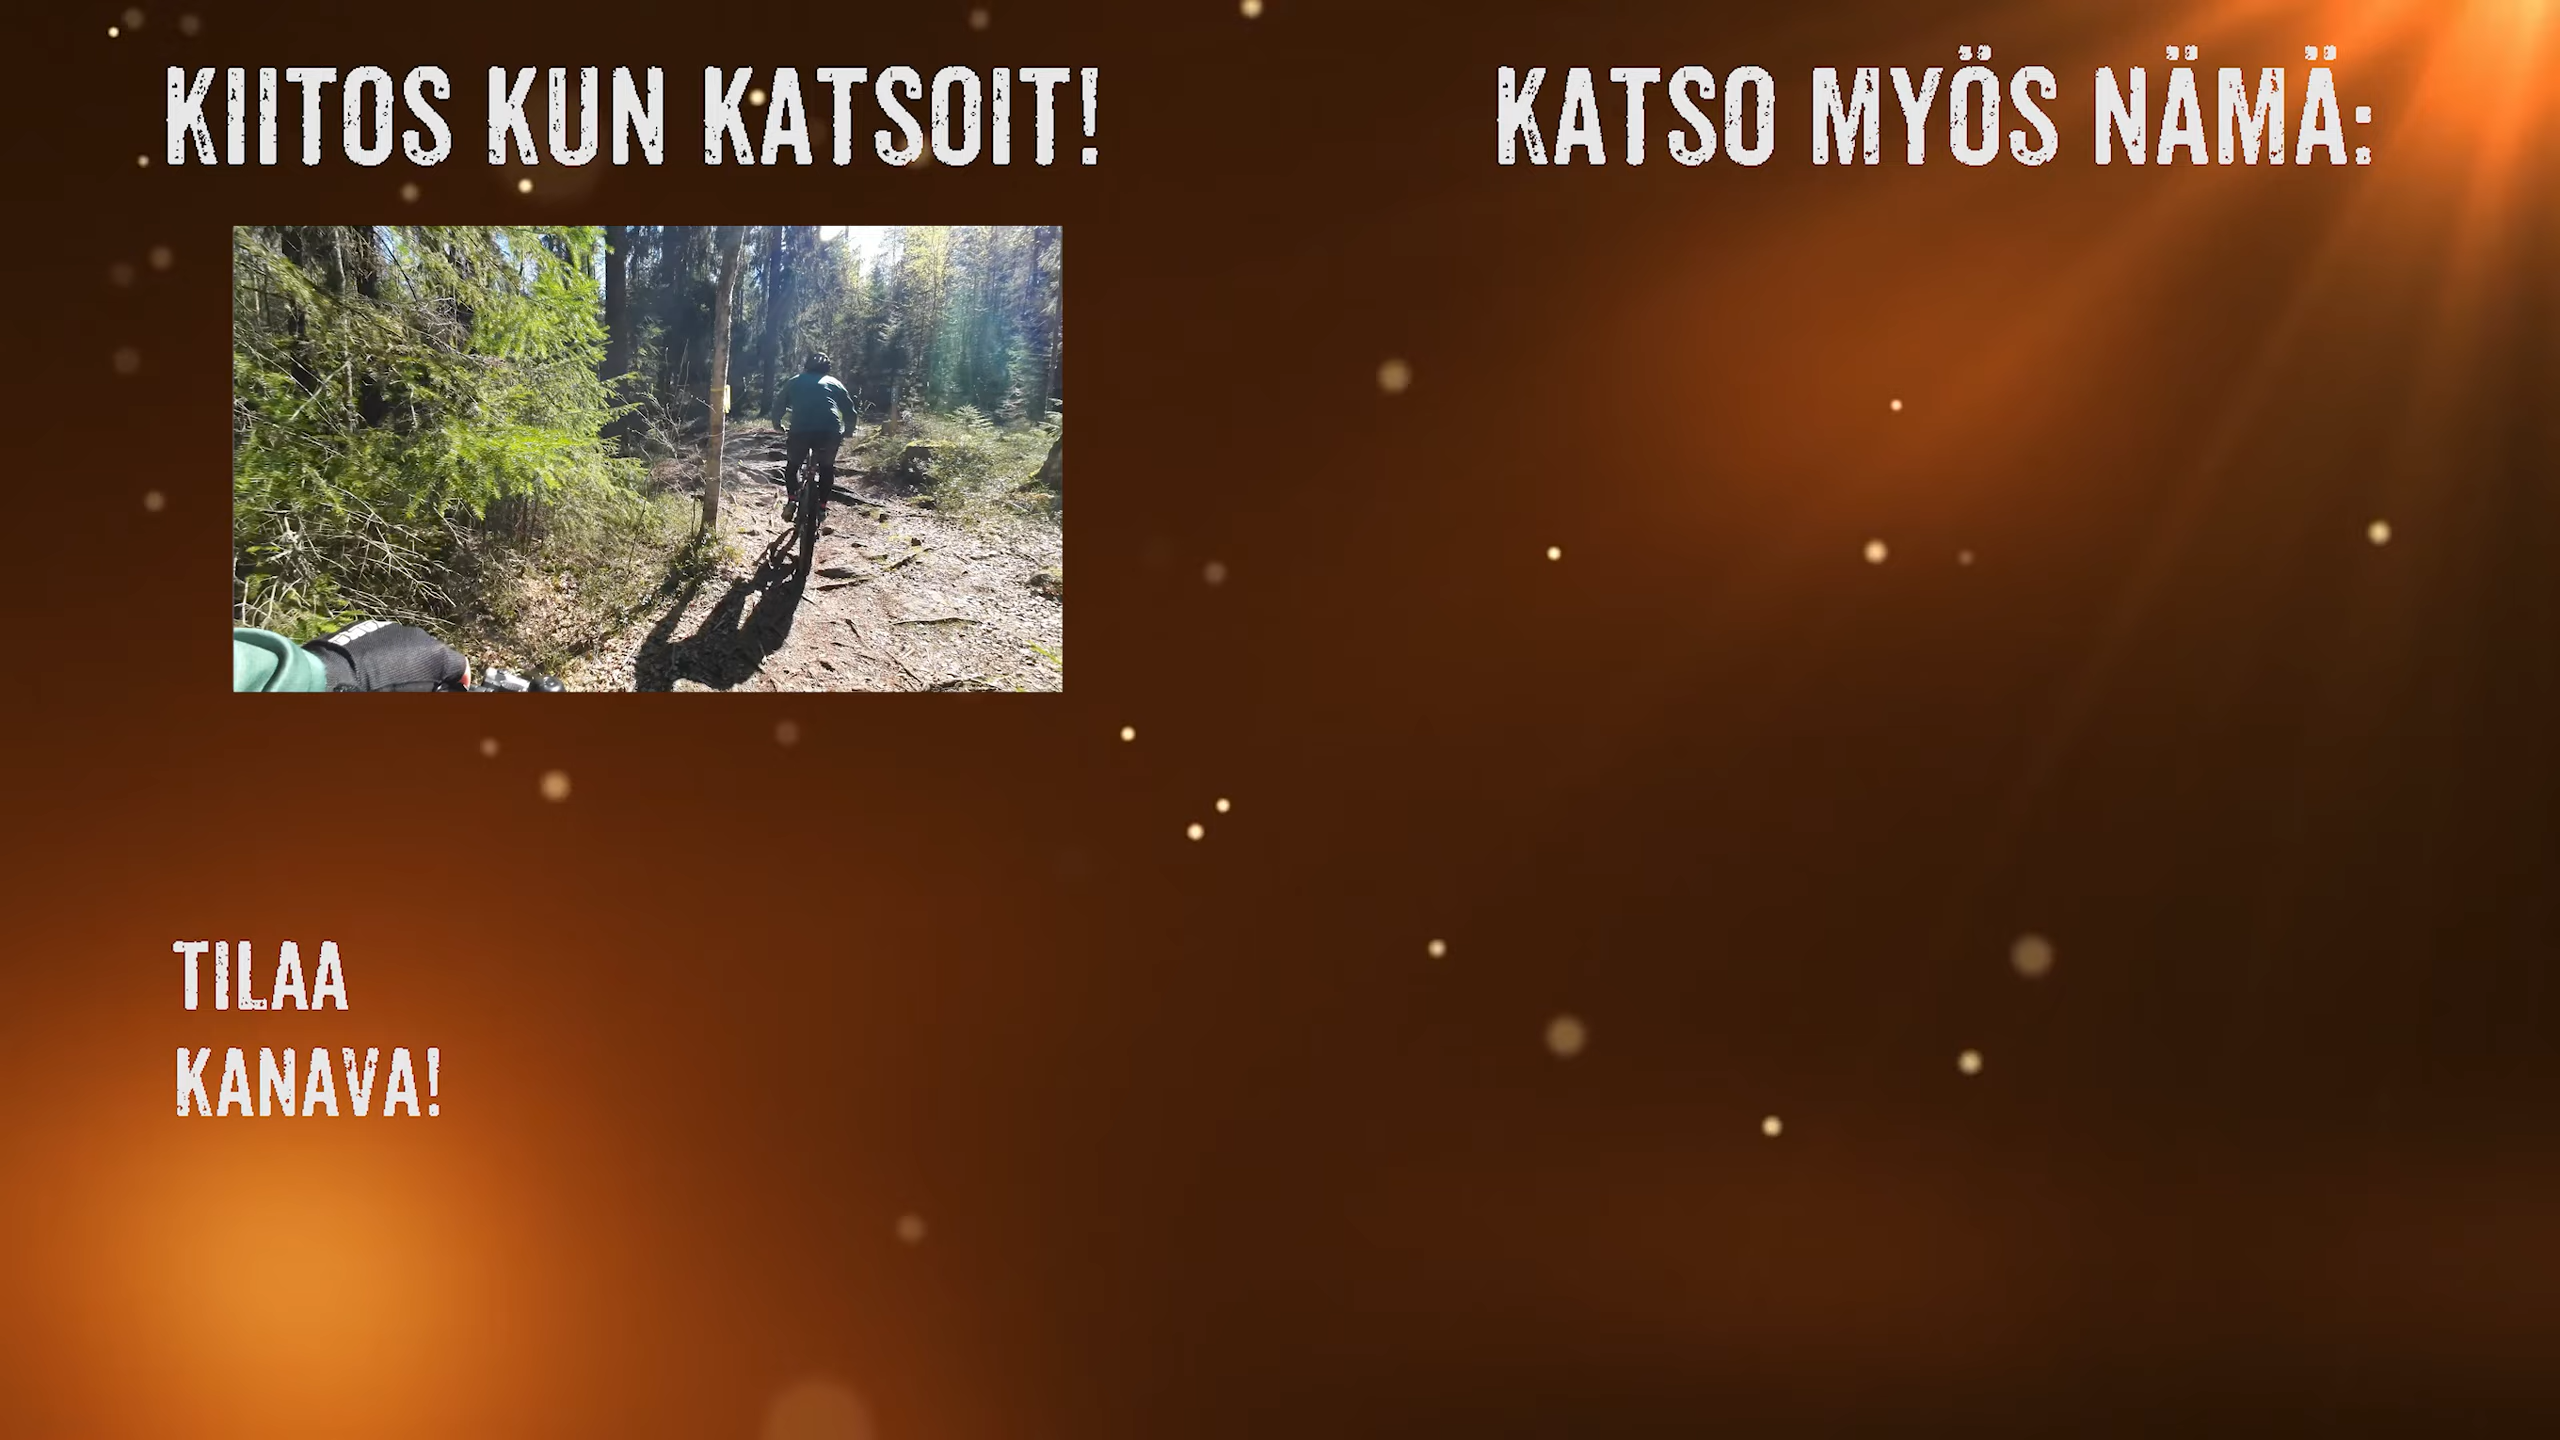 KIITOS KUN KATSOIT!
KATSO MYÖS NÄMÄ:
TILAA
KANAVA!